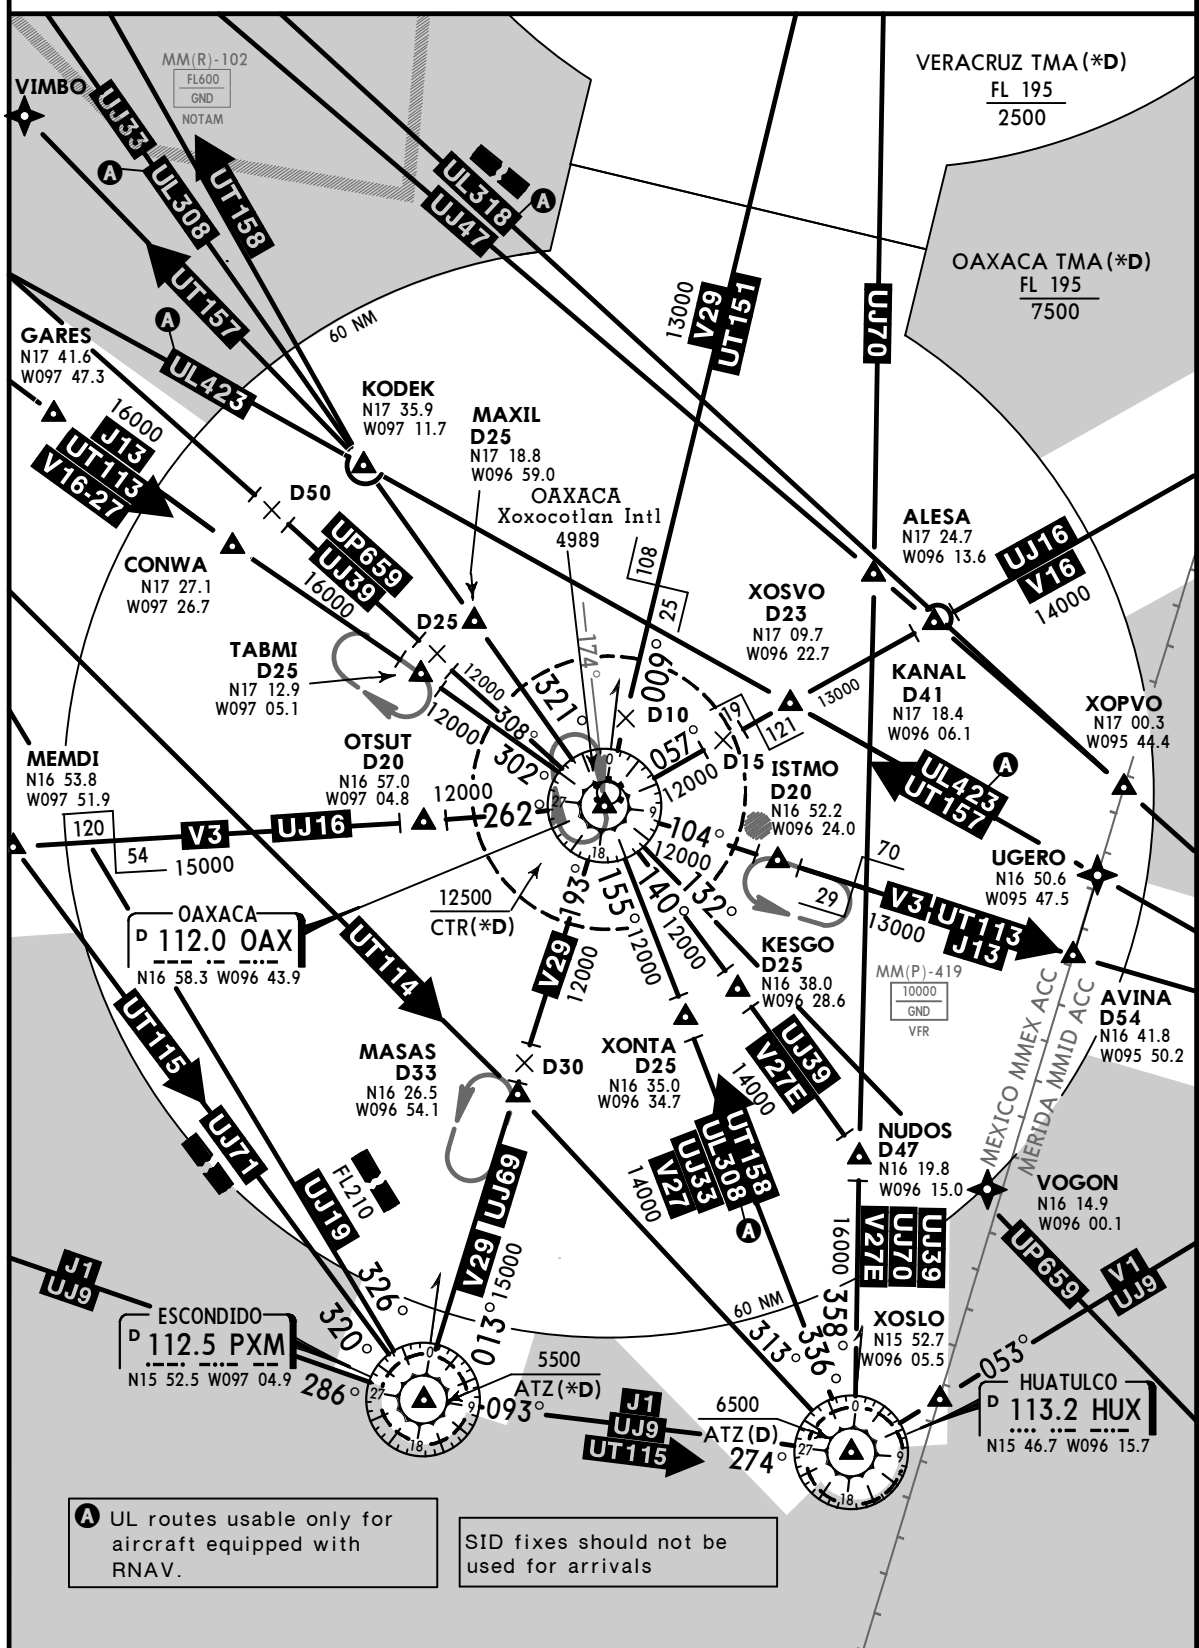 VERACRUZ TMA (*D)
FL 195
2500
MM(R)-102
FL600
GND
NOTAM
VIMBO
UJ33
A
UL308
UT158
UL318
A
UJ47
UT157
A
UL423
60 NM
OAXACA TMA (*D)
FL 195
7500
13000
V29
UT151
UJ70
GARES
N17 41.6
W097 47.3
16000
J13
UT113
V16-27
KODEK
N17 35.9
W097 11.7
MAXIL
D25
N17 18.8
W096 59.0
D50
OAXACA
Xoxocotlan Intl
4989
UP659
UJ39
16000
CONWA
N17 27.1
W097 26.7
108
25
ALESA
N17 24.7
W096 13.6
UJ16
V16
14000
XOSVO
D23
N17 09.7
W096 22.7
D25
TABMI
D25
N17 12.9
W097 05.1
174°
KANAL
D41
N17 18.4
W096 06.1
13000
XOPVO
N17 00.3
W095 44.4
12000
12000
321°
308°
302°
009°
D10
057°
12000
19
121
D15
MEMDI
N16 53.8
W097 51.9
OTSUT
D20
N16 57.0
W097 04.8
12000
262°
0
9
18
27
ISTMO
D20
N16 52.2
W096 24.0
104°
12000
UL423
UT157
A
UGERO
N16 50.6
W095 47.5
120
54
V3
UJ16
15000
70
29
V3
UT113
J13
13000
12500
CTR(*D)
193°
155°
140°
132°
12000
12000
12000
V29
OAXACA
D 112.0 OAX
N16 58.3 W096 43.9
UT114
KESGO
D25
N16 38.0
W096 28.6
MM(P)-419
10000
GND
VFR
MEXICO MMEX ACC
MERIDA MMID ACC
AVINA
D54
N16 41.8
W095 50.2
UT115
MASAS
D33
N16 26.5
W096 54.1
D30
XONTA
D25
N16 35.0
W096 34.7
UJ39
V27E
14000
UJ71
NUDOS
D47
N16 19.8
W096 15.0
UT158
UL308
UJ33
V27
A
14000
VOGON
N16 14.9
W096 00.1
FL210
UJ19
UJ69
V29
15000
16000
V27E
UJ70
UJ39
UP659
V1
UJ9
J1
UJ9
326°
320°
286°
013°
60 NM
313°
336°
358°
XOSLO
N15 52.7
W096 05.5
053°
ESCONDIDO
D 112.5 PXM
N15 52.5 W097 04.9
0
9
18
27
5500
ATZ (*D)
093°
J1
UJ9
UT115
6500
ATZ (D)
274°
0
9
18
27
HUATULCO
D 113.2 HUX
N15 46.7 W096 15.7
A UL routes usable only for
aircraft equipped with
RNAV.
SID fixes should not be
used for arrivals